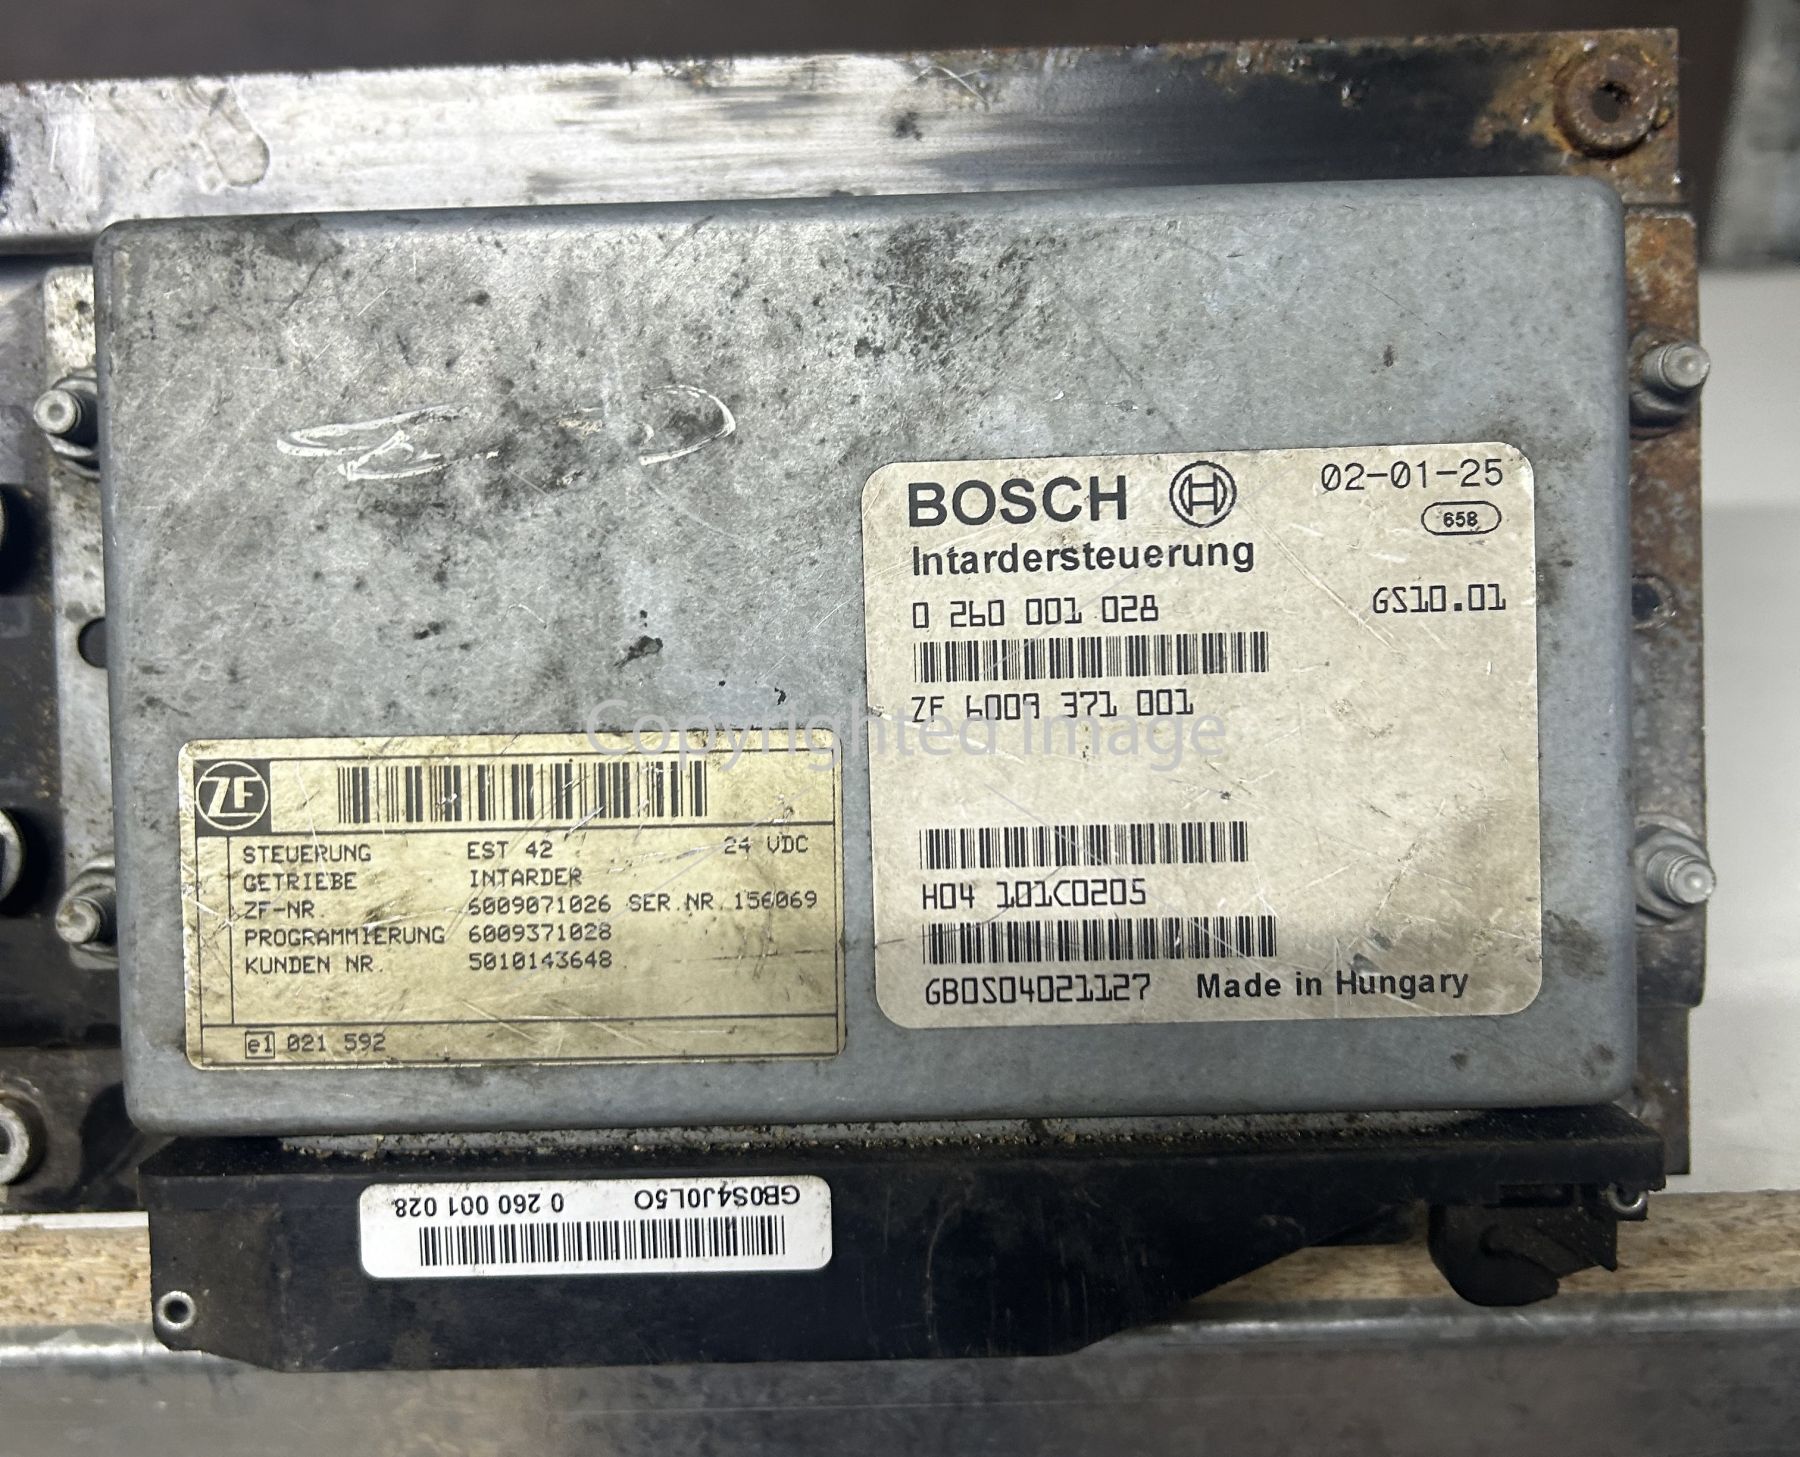 BOSCH
02-01-25
658
Intardersteuerung
0 260 001 028
GS10.01
ZF 6009 371 001
H04 101C0205
GB0S04021127
Made in Hungary
ZF
STEUERUNG EST 42 24 VDC
GETRIEBE INTARDER
ZF-NR. 6009071026 SER.NR. 156069
PROGRAMMIERUNG 6009371028
KUNDEN NR. 5010143648
e1 021 592
GB0S4J0L50 0 260 001 028
Copyrighted Image